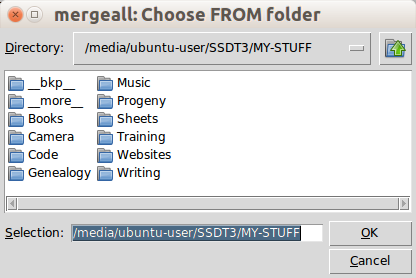 mergeall: Choose FROM folder
Directory: /media/ubuntu-user/SSDT3/MY-STUFF
__bkp__ Music
__more__ Progeny
Books Sheets
Camera Training
Code Websites
Genealogy Writing
Selection: /media/ubuntu-user/SSDT3/MY-STUFF OK
Cancel